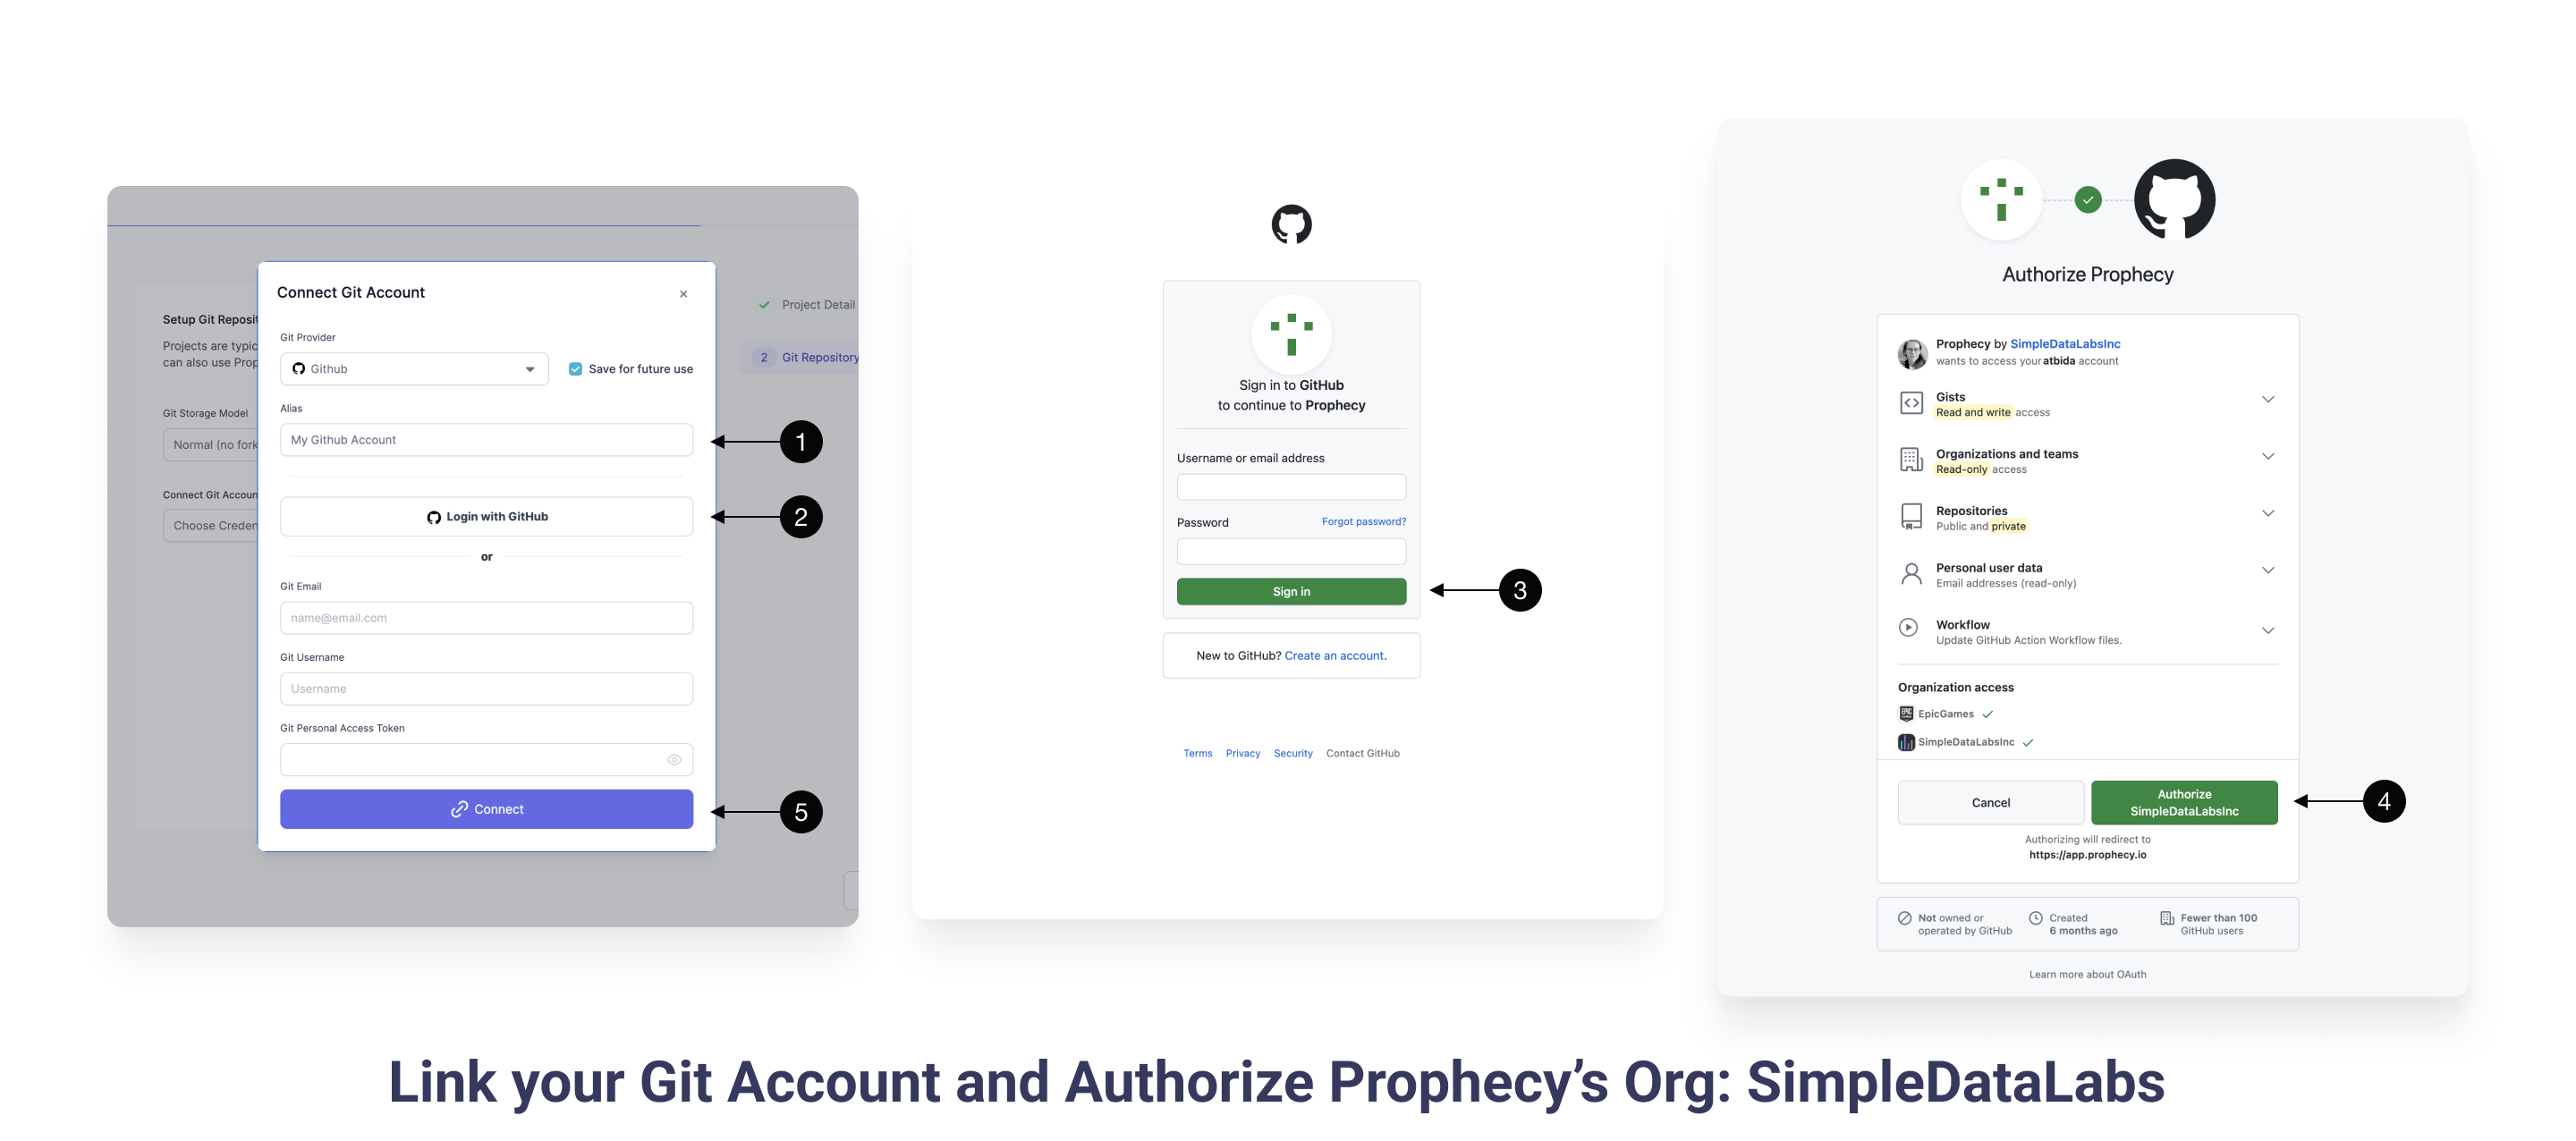 Setup Git Reposit
Projects are typic
can also use Prop
Git Storage Model
Normal (no fork
Connect Git Accoun
Choose Creden
Connect Git Account
×
Git Provider
Github
Save for future use
Alias
My Github Account
Login with GitHub
or
Git Email
name@email.com
Git Username
Username
Git Personal Access Token
Connect
Project Detail
2 Git Repository
1
2
5
Sign in to GitHub
to continue to Prophecy
Username or email address
Password Forgot password?
Sign in
3
New to GitHub? Create an account.
Terms Privacy Security Contact GitHub
Authorize Prophecy
Prophecy by SimpleDataLabsInc
wants to access your atbida account
Gists
Read and write access
Organizations and teams
Read-only access
Repositories
Public and private
Personal user data
Email addresses (read-only)
Workflow
Update GitHub Action Workflow files.
Organization access
EpicGames
SimpleDataLabsInc
Cancel
Authorize
SimpleDataLabsInc
4
Authorizing will redirect to
https://app.prophecy.io
Not owned or
operated by GitHub
Created
6 months ago
Fewer than 100
GitHub users
Learn more about OAuth
Link your Git Account and Authorize Prophecy’s Org: SimpleDataLabs